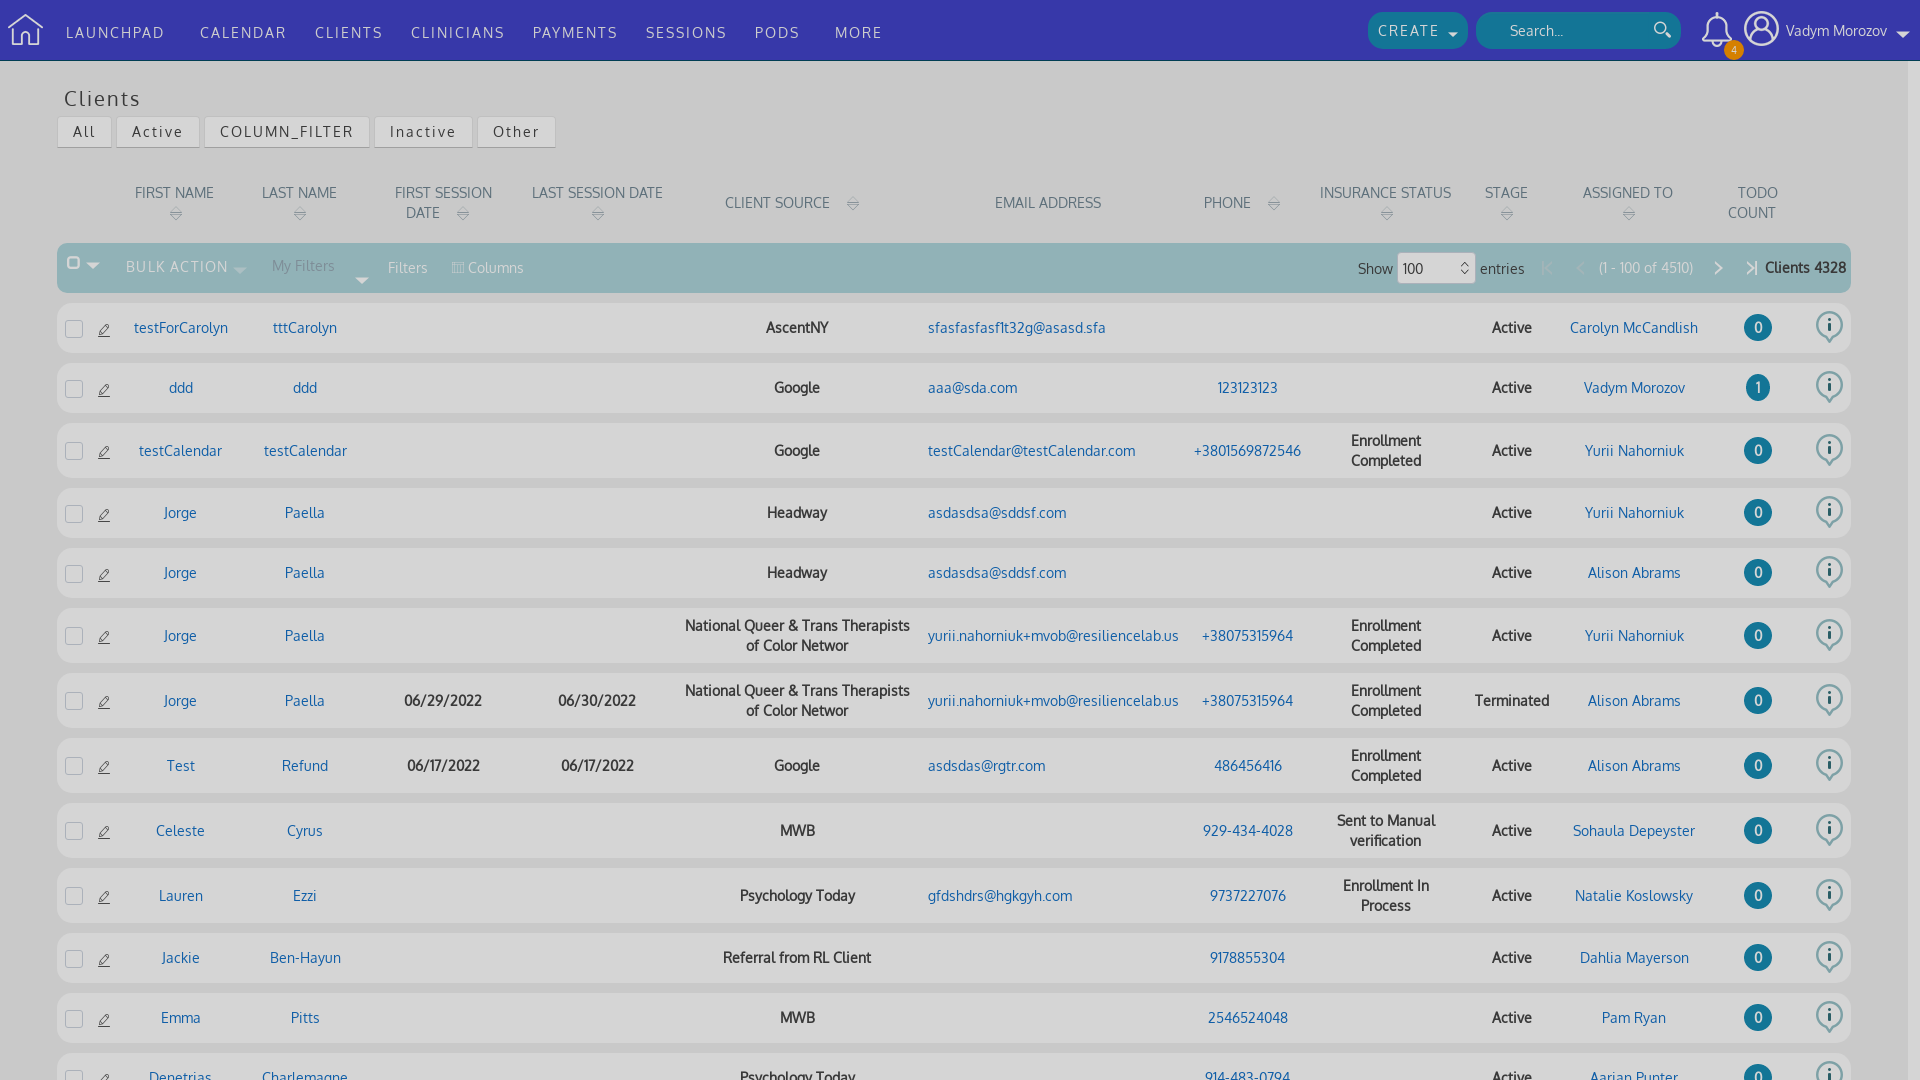 LAUNCHPAD CALENDAR CLIENTS CLINICIANS PAYMENTS SESSIONS PODS MORE CREATE Search... 4 Vadym Morozov
Clients
All Active COLUMN_FILTER Inactive Other
FIRST NAME LAST NAME FIRST SESSION DATE LAST SESSION DATE CLIENT SOURCE EMAIL ADDRESS PHONE INSURANCE STATUS STAGE ASSIGNED TO TODO COUNT
BULK ACTION My Filters Filters Columns Show 100 entries (1 - 100 of 4510) Clients 4328
testForCarolyn tttCarolyn AscentNY sfasfasfasf1t32g@asasd.sfa Active Carolyn McCandlish 0
ddd ddd Google aaa@sda.com 123123123 Active Vadym Morozov 1
testCalendar testCalendar Google testCalendar@testCalendar.com +3801569872546 Enrollment Completed Active Yurii Nahorniuk 0
Jorge Paella Headway asdasdsa@sddsf.com Active Yurii Nahorniuk 0
Jorge Paella Headway asdasdsa@sddsf.com Active Alison Abrams 0
Jorge Paella National Queer & Trans Therapists of Color Networ yurii.nahorniuk+mvob@resiliencelab.us +38075315964 Enrollment Completed Active Yurii Nahorniuk 0
Jorge Paella 06/29/2022 06/30/2022 National Queer & Trans Therapists of Color Networ yurii.nahorniuk+mvob@resiliencelab.us +38075315964 Enrollment Completed Terminated Alison Abrams 0
Test Refund 06/17/2022 06/17/2022 Google asdsdas@rgtr.com 486456416 Enrollment Completed Active Alison Abrams 0
Celeste Cyrus MWB 929-434-4028 Sent to Manual verification Active Sohaula Depeyster 0
Lauren Ezzi Psychology Today gfdshdrs@hgkgyh.com 9737227076 Enrollment In Process Active Natalie Koslowsky 0
Jackie Ben-Hayun Referral from RL Client 9178855304 Active Dahlia Mayerson 0
Emma Pitts MWB 2546524048 Active Pam Ryan 0
Denetrias Charlemagne Psychology Today 914-483-0794 Active Aarian Punter 0